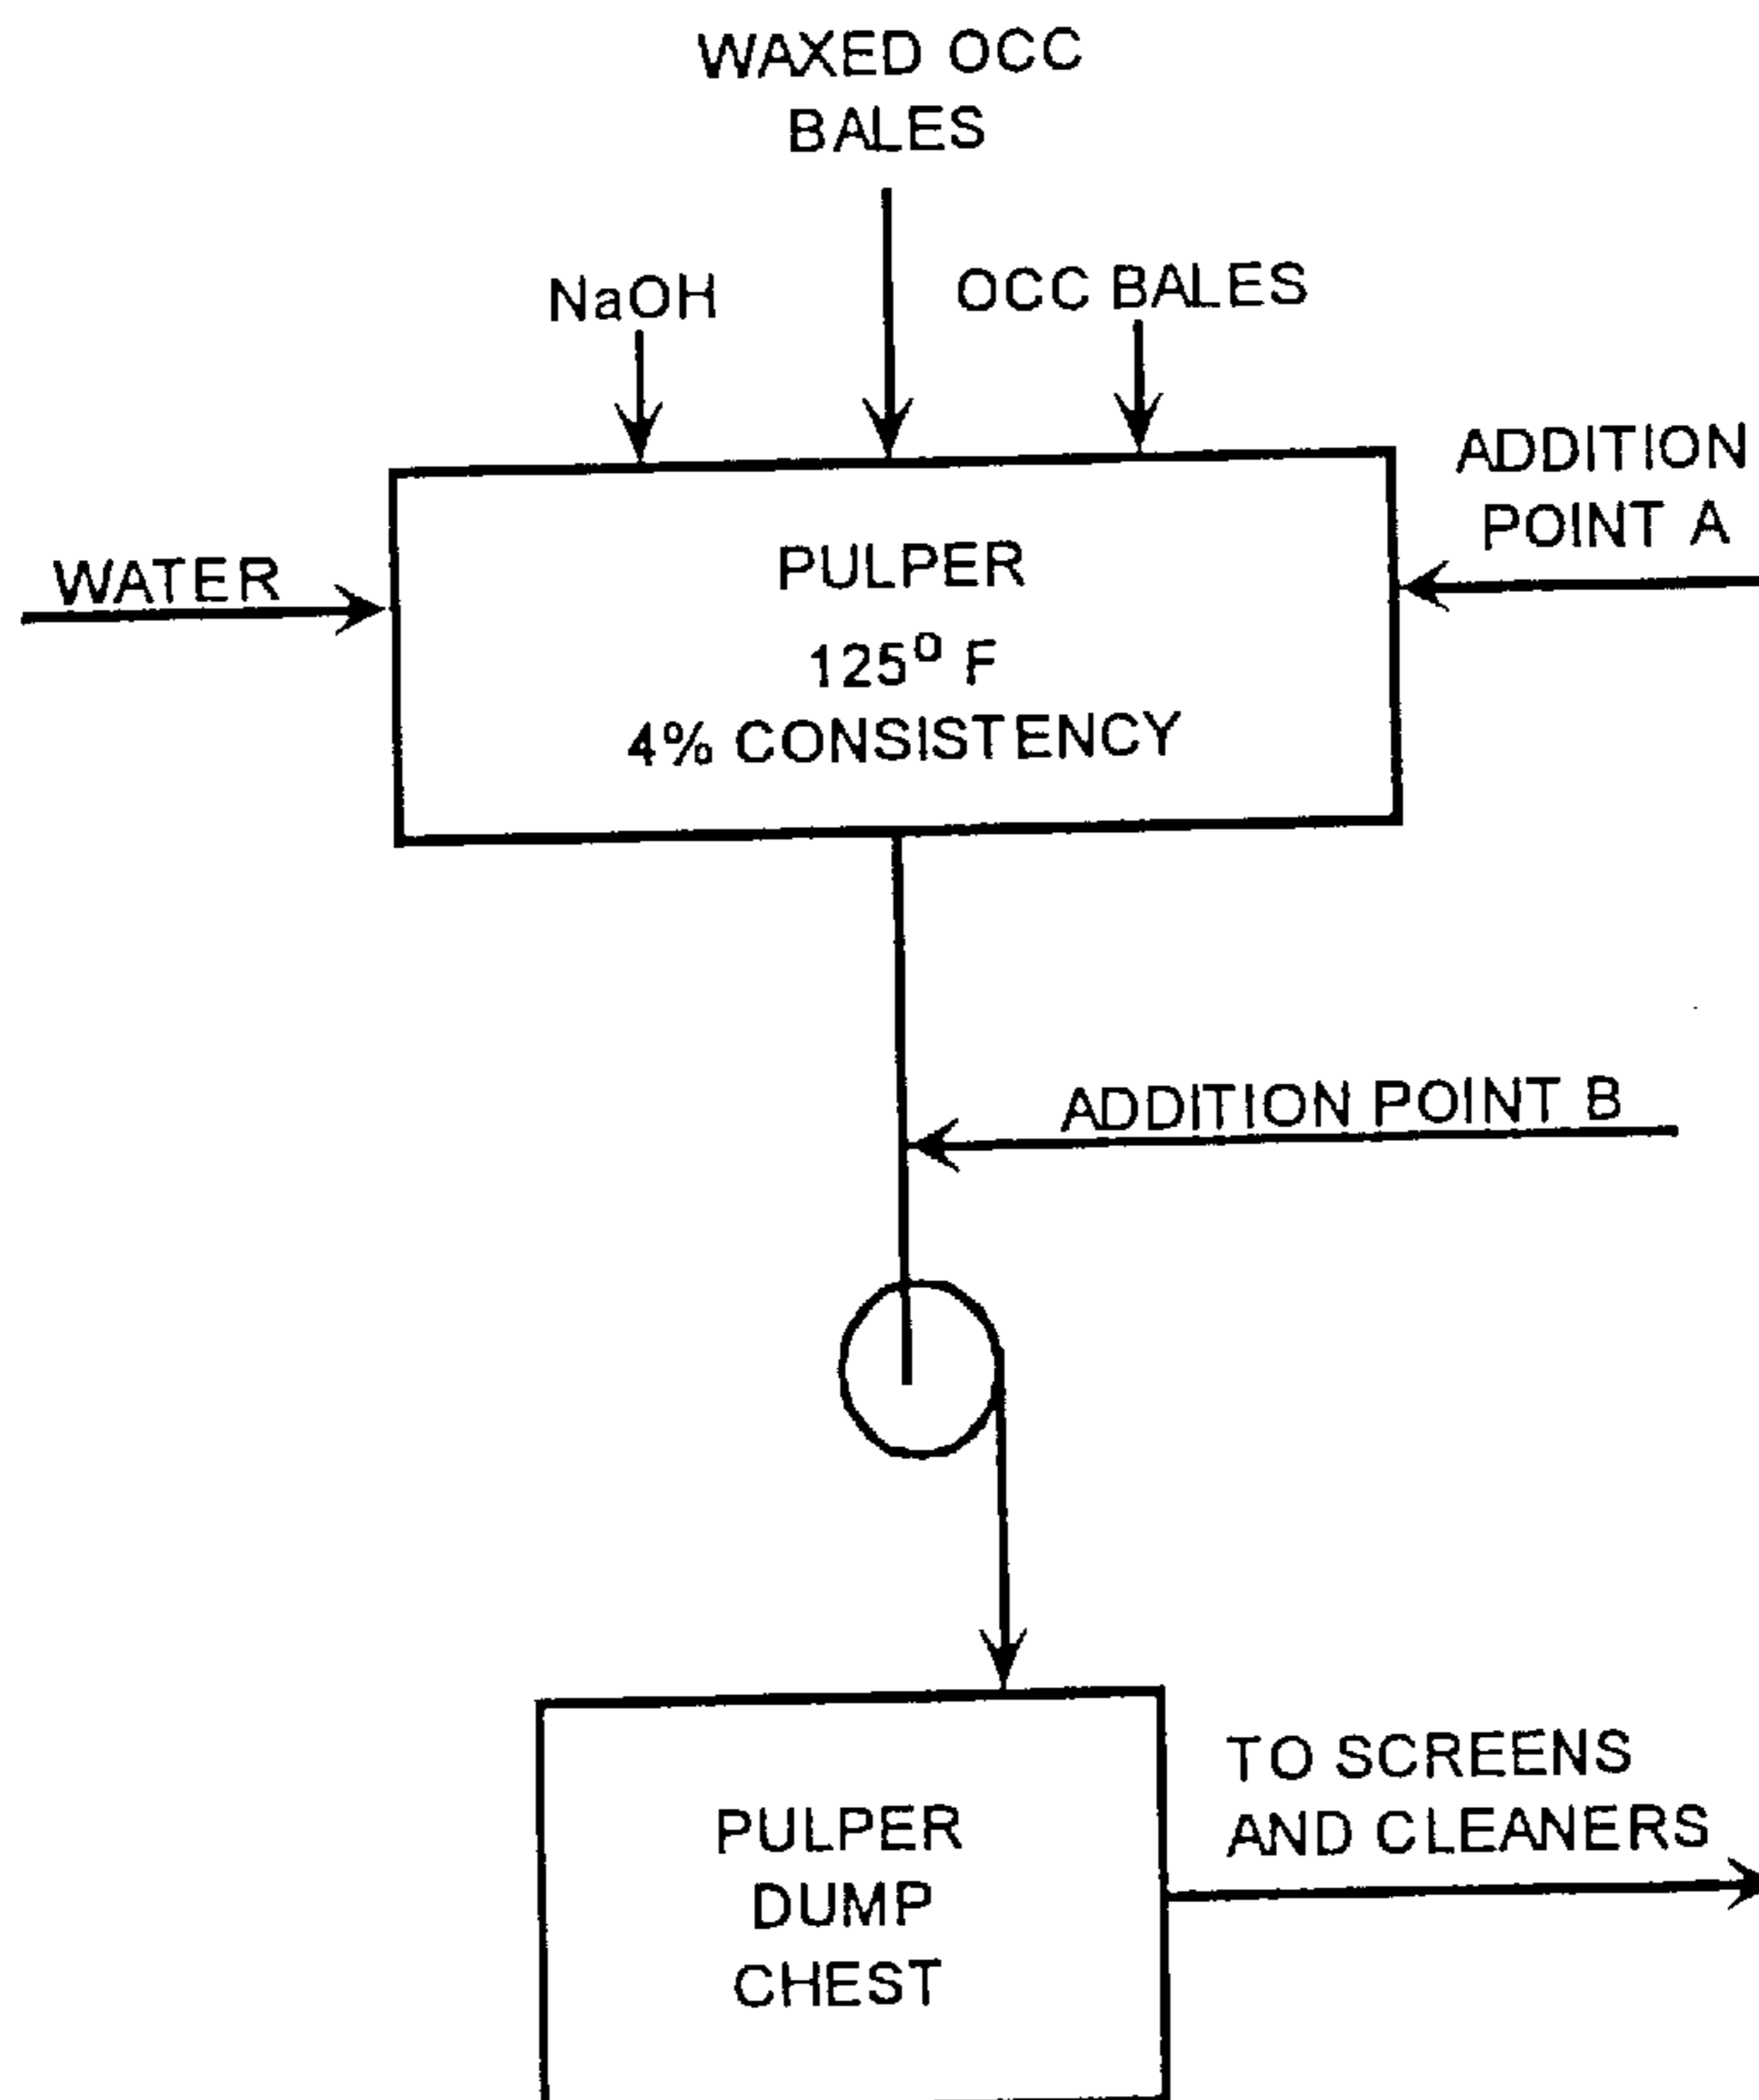 WAXED OCC
BALES
NaOH
OCC BALES
ADDITION
POINT A
WATER
PULPER
125º F
4% CONSISTENCY
ADDITION POINT B
TO SCREENS
AND CLEANERS
PULPER
DUMP
CHEST